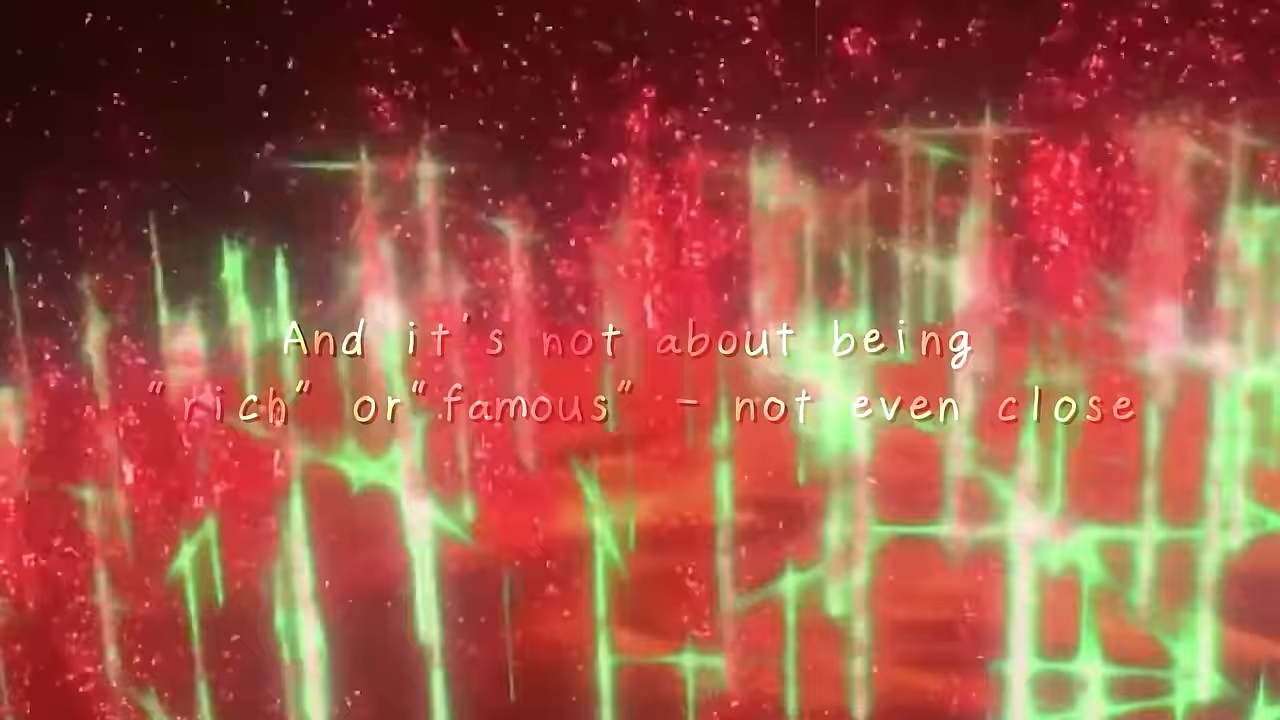 And it's not about being
"rich" or "famous" - not even close